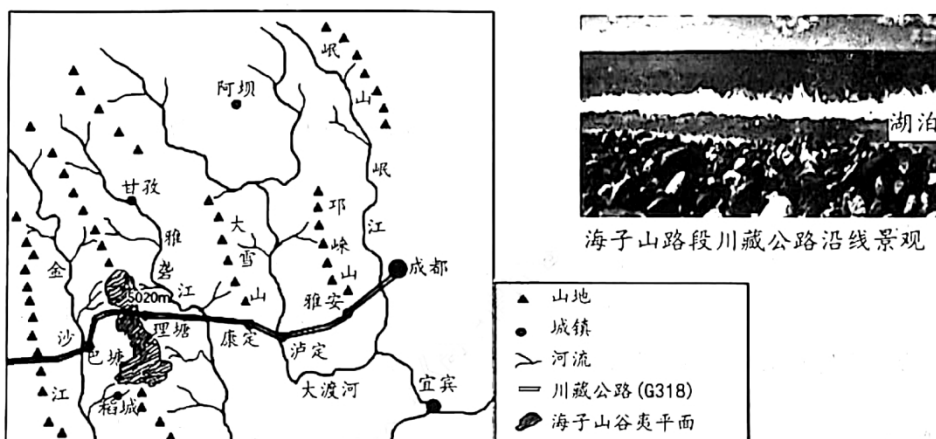 岷山
阿坝
岷江
甘孜
雅砻江
大雪山
邛崃山
金沙江
成都
雅安
5020m
理塘
康定
泸定
巴塘
稻城
大渡河
宜宾
湖泊
海子山路段川藏公路沿线景观
山地
城镇
河流
川藏公路(G318)
海子山谷夷平面